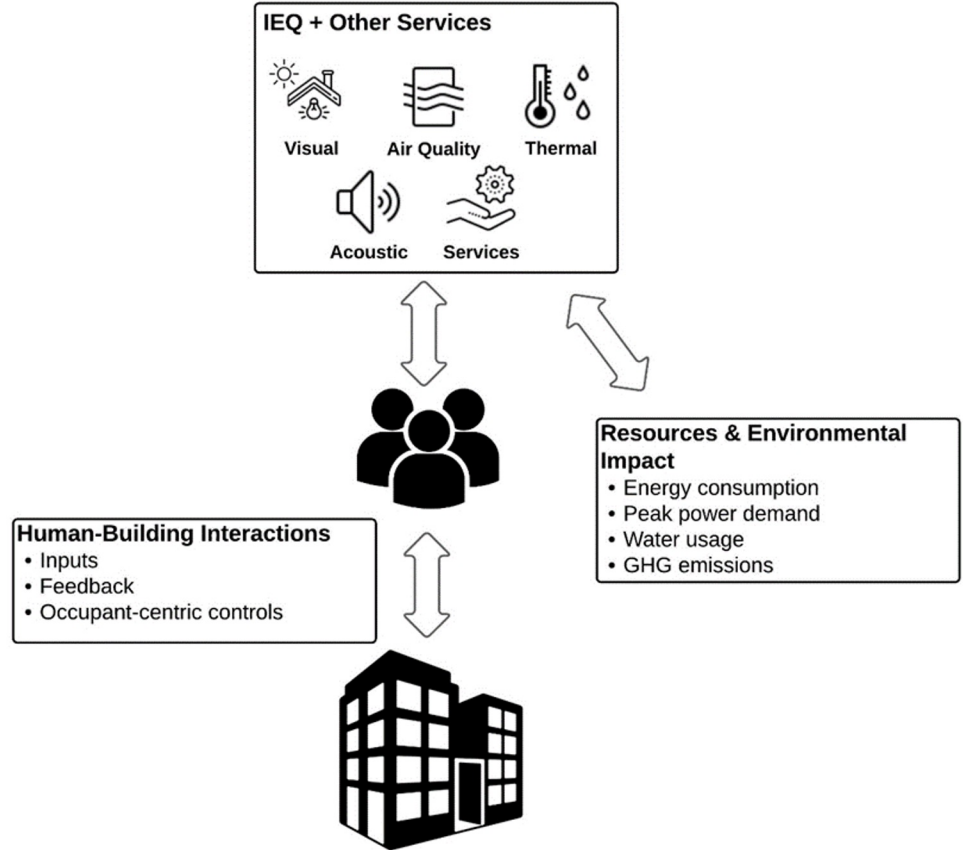 IEQ + Other Services
Visual
Air Quality
Thermal
Acoustic
Services
Resources & Environmental
Impact
• Energy consumption
• Peak power demand
• Water usage
• GHG emissions
Human-Building Interactions
• Inputs
• Feedback
• Occupant-centric controls